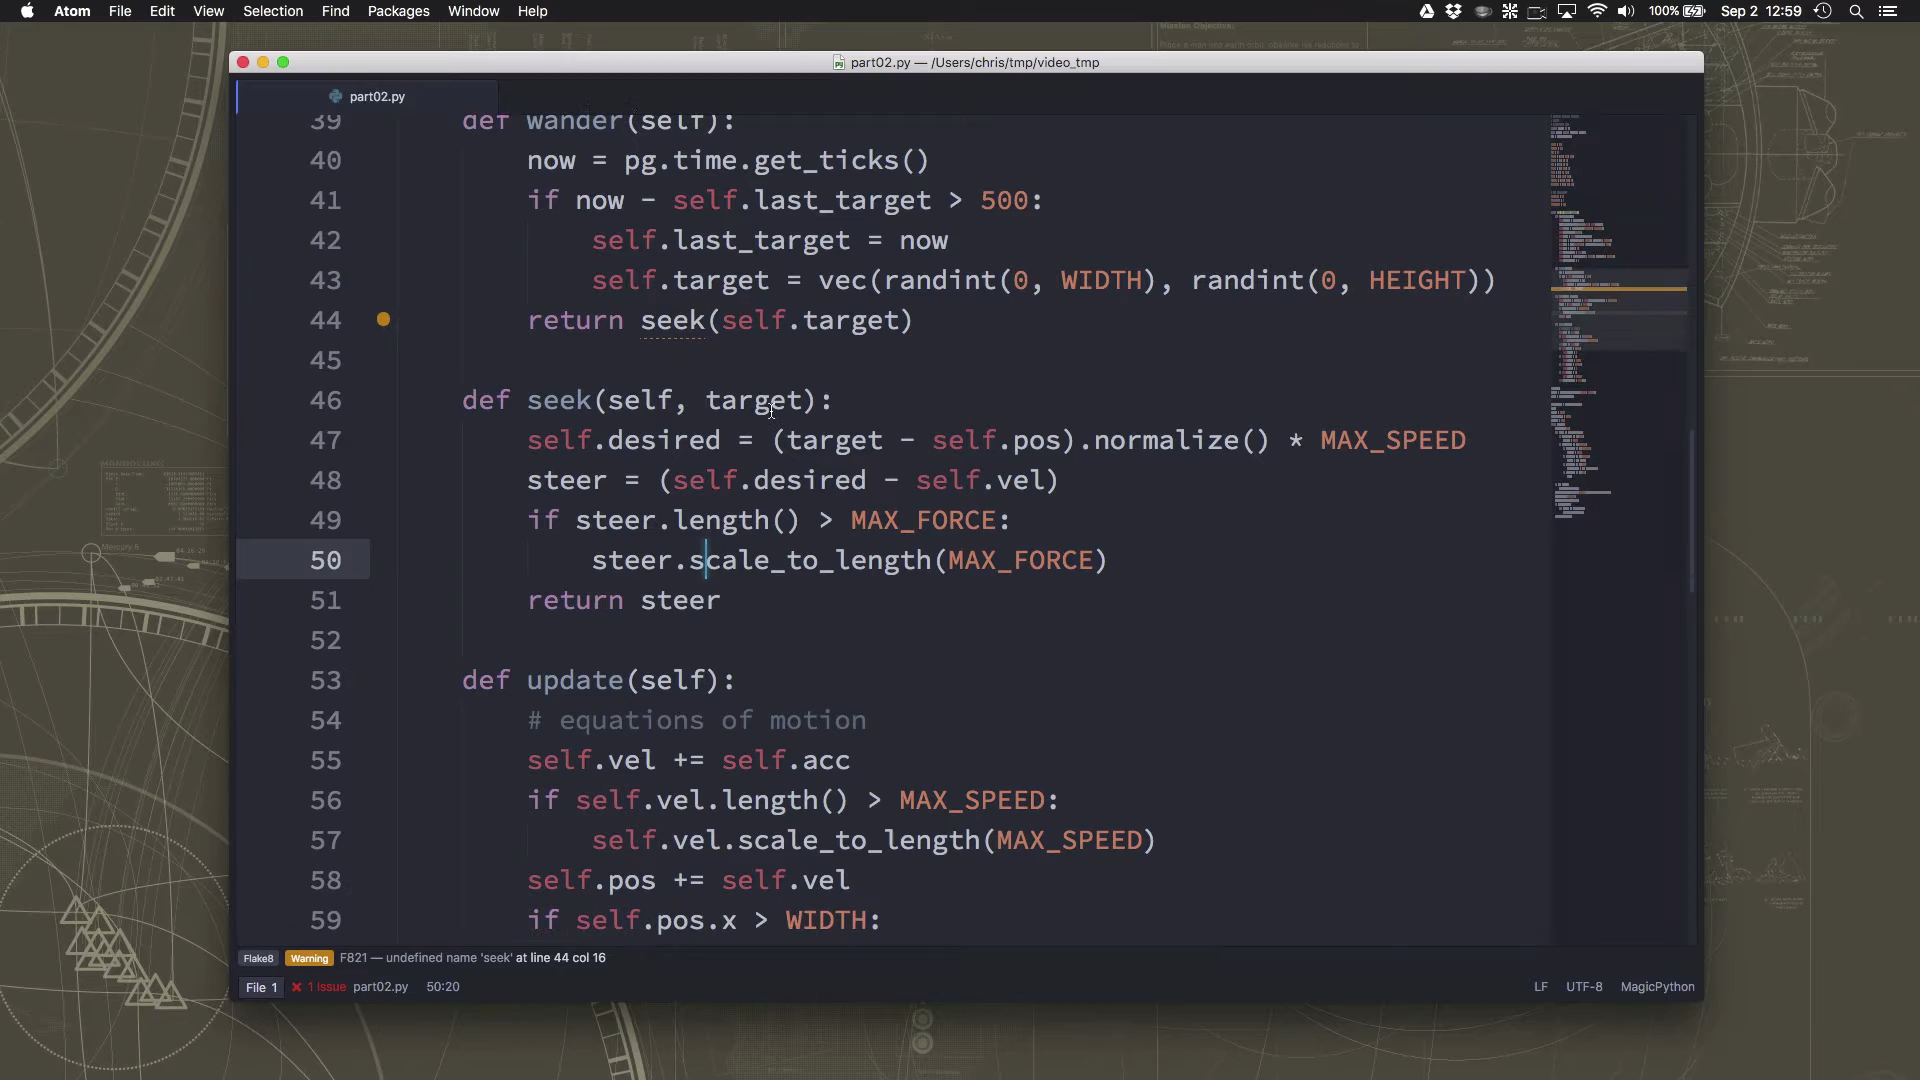 Atom File Edit View Selection Find Packages Window Help 100% Sep 2 12:59
part02.py — /Users/chris/tmp/video_tmp
part02.py
39 def wander(self):
40 now = pg.time.get_ticks()
41 if now - self.last_target > 500:
42 self.last_target = now
43 self.target = vec(randint(0, WIDTH), randint(0, HEIGHT))
44 return seek(self.target)
45
46 def seek(self, target):
47 self.desired = (target - self.pos).normalize() * MAX_SPEED
48 steer = (self.desired - self.vel)
49 if steer.length() > MAX_FORCE:
50 steer.scale_to_length(MAX_FORCE)
51 return steer
52
53 def update(self):
54 # equations of motion
55 self.vel += self.acc
56 if self.vel.length() > MAX_SPEED:
57 self.vel.scale_to_length(MAX_SPEED)
58 self.pos += self.vel
59 if self.pos.x > WIDTH:
Flake8 Warning F821 — undefined name 'seek' at line 44 col 16
File 1 1 Issue part02.py 50:20 LF UTF-8 MagicPython
Mercury 6